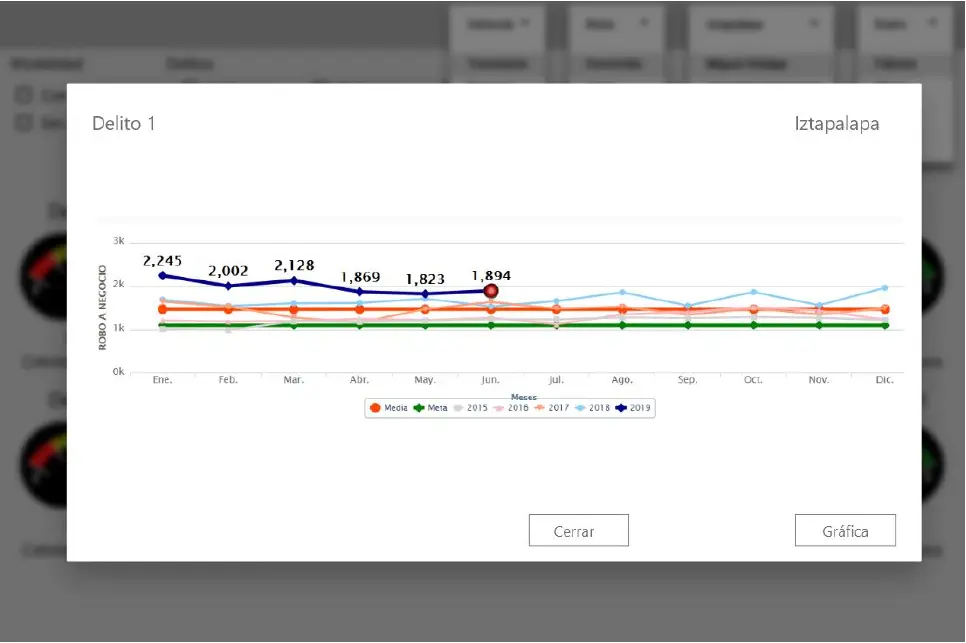 Delito 1
Iztapalapa
ROBO A NEGOCIO
3k
2k
1k
0k
2,245
2,002
2,128
1,869
1,823
1,894
Ene. Feb. Mar. Abr. May. Jun. Jul. Ago. Sep. Oct. Nov. Dic.
Meses
Media Meta 2015 2016 2017 2018 2019
Cerrar
Gráfica